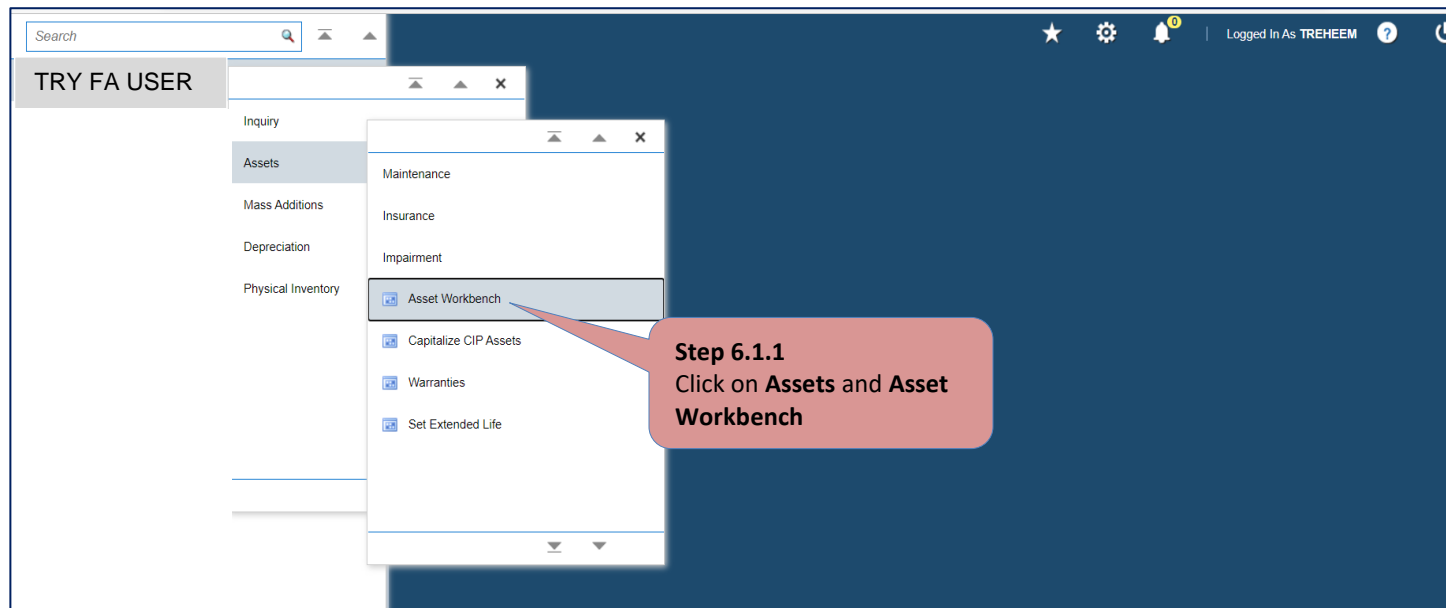 Search
0
Logged In As TREHEEM
?
TRY FA USER
Inquiry
Assets
Mass Additions
Depreciation
Physical Inventory
Maintenance
Insurance
Impairment
Asset Workbench
Capitalize CIP Assets
Warranties
Set Extended Life
Step 6.1.1
Click on Assets and Asset
Workbench